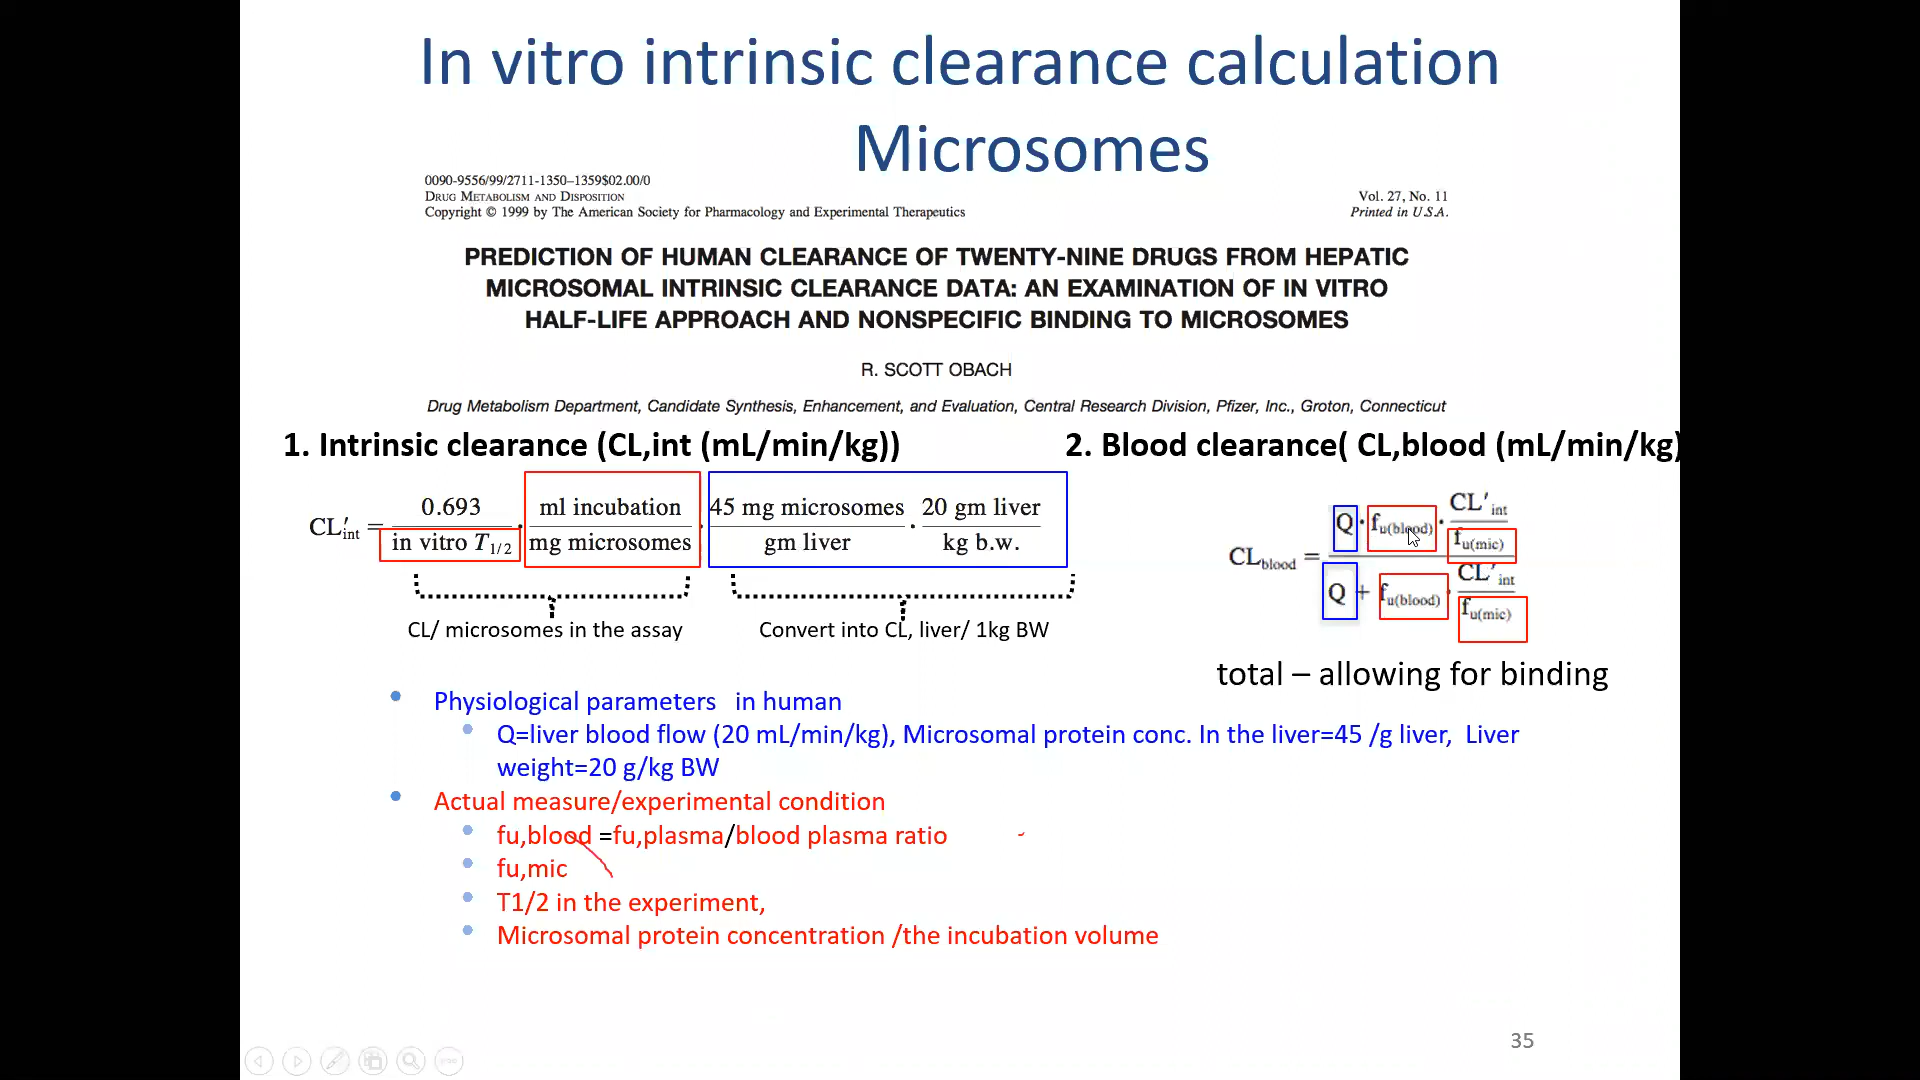 In vitro intrinsic clearance calculation
Microsomes
0090-9556/99/2711-1350–1359$02.00/0
DRUG METABOLISM AND DISPOSITION
Copyright © 1999 by The American Society for Pharmacology and Experimental Therapeutics
Vol. 27, No. 11
Printed in U.S.A.
PREDICTION OF HUMAN CLEARANCE OF TWENTY-NINE DRUGS FROM HEPATIC
MICROSOMAL INTRINSIC CLEARANCE DATA: AN EXAMINATION OF IN VITRO
HALF-LIFE APPROACH AND NONSPECIFIC BINDING TO MICROSOMES
R. SCOTT OBACH
Drug Metabolism Department, Candidate Synthesis, Enhancement, and Evaluation, Central Research Division, Pfizer, Inc., Groton, Connecticut
1. Intrinsic clearance (CL,int (mL/min/kg))
CL′int = 0.693 / in vitro T1/2 · ml incubation / mg microsomes · 45 mg microsomes / gm liver · 20 gm liver / kg b.w.
CL/ microsomes in the assay
Convert into CL, liver/ 1kg BW
2. Blood clearance( CL,blood (mL/min/kg)
CLblood = Q · fu(blood) · CL′int / fu(mic) / Q + fu(blood) · CL′int / fu(mic)
total – allowing for binding
• Physiological parameters in human
• Q=liver blood flow (20 mL/min/kg), Microsomal protein conc. In the liver=45 /g liver, Liver
weight=20 g/kg BW
• Actual measure/experimental condition
• fu,blood =fu,plasma/blood plasma ratio
• fu,mic
• T1/2 in the experiment,
• Microsomal protein concentration /the incubation volume
35